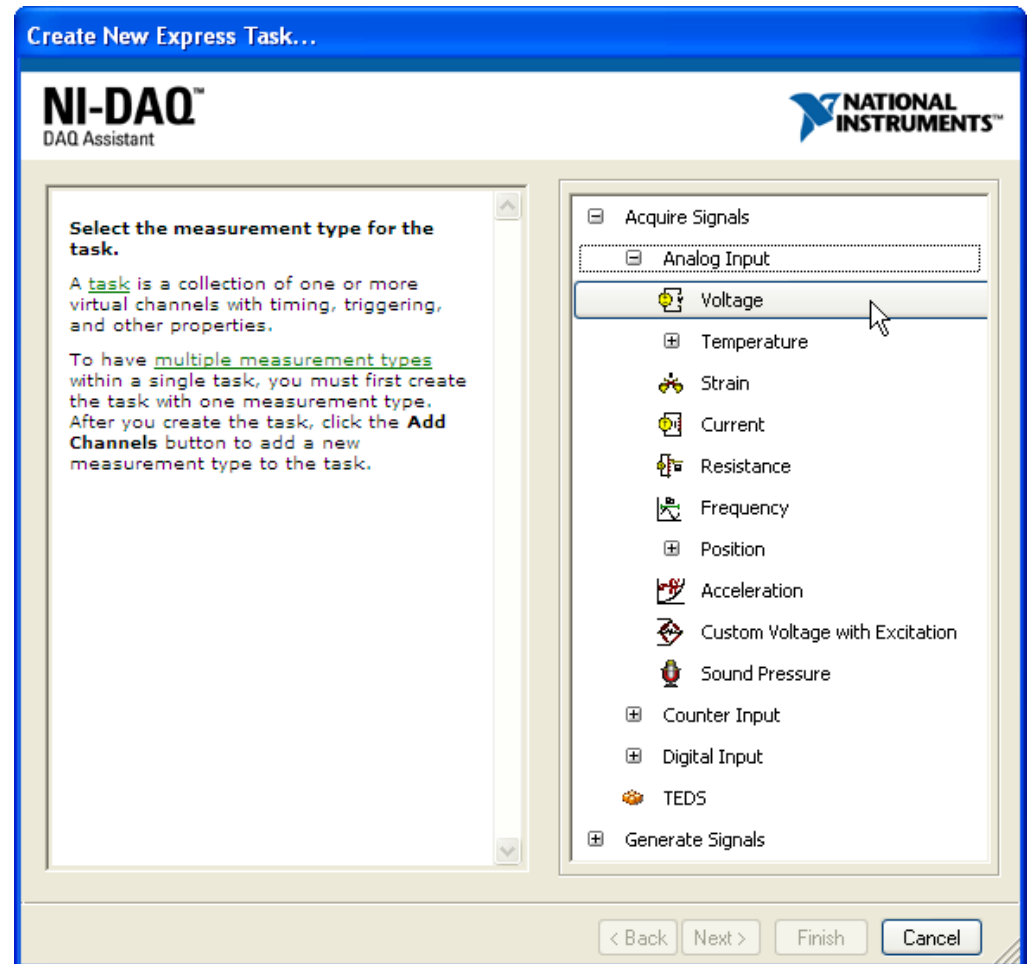 Create New Express Task...
NI-DAQ™
DAQ Assistant
NATIONAL
INSTRUMENTS™
Select the measurement type for the
task.
A task is a collection of one or more
virtual channels with timing, triggering,
and other properties.
To have multiple measurement types
within a single task, you must first create
the task with one measurement type.
After you create the task, click the Add
Channels button to add a new
measurement type to the task.
Acquire Signals
Analog Input
Voltage
Temperature
Strain
Current
Resistance
Frequency
Position
Acceleration
Custom Voltage with Excitation
Sound Pressure
Counter Input
Digital Input
TEDS
Generate Signals
< Back Next > Finish Cancel